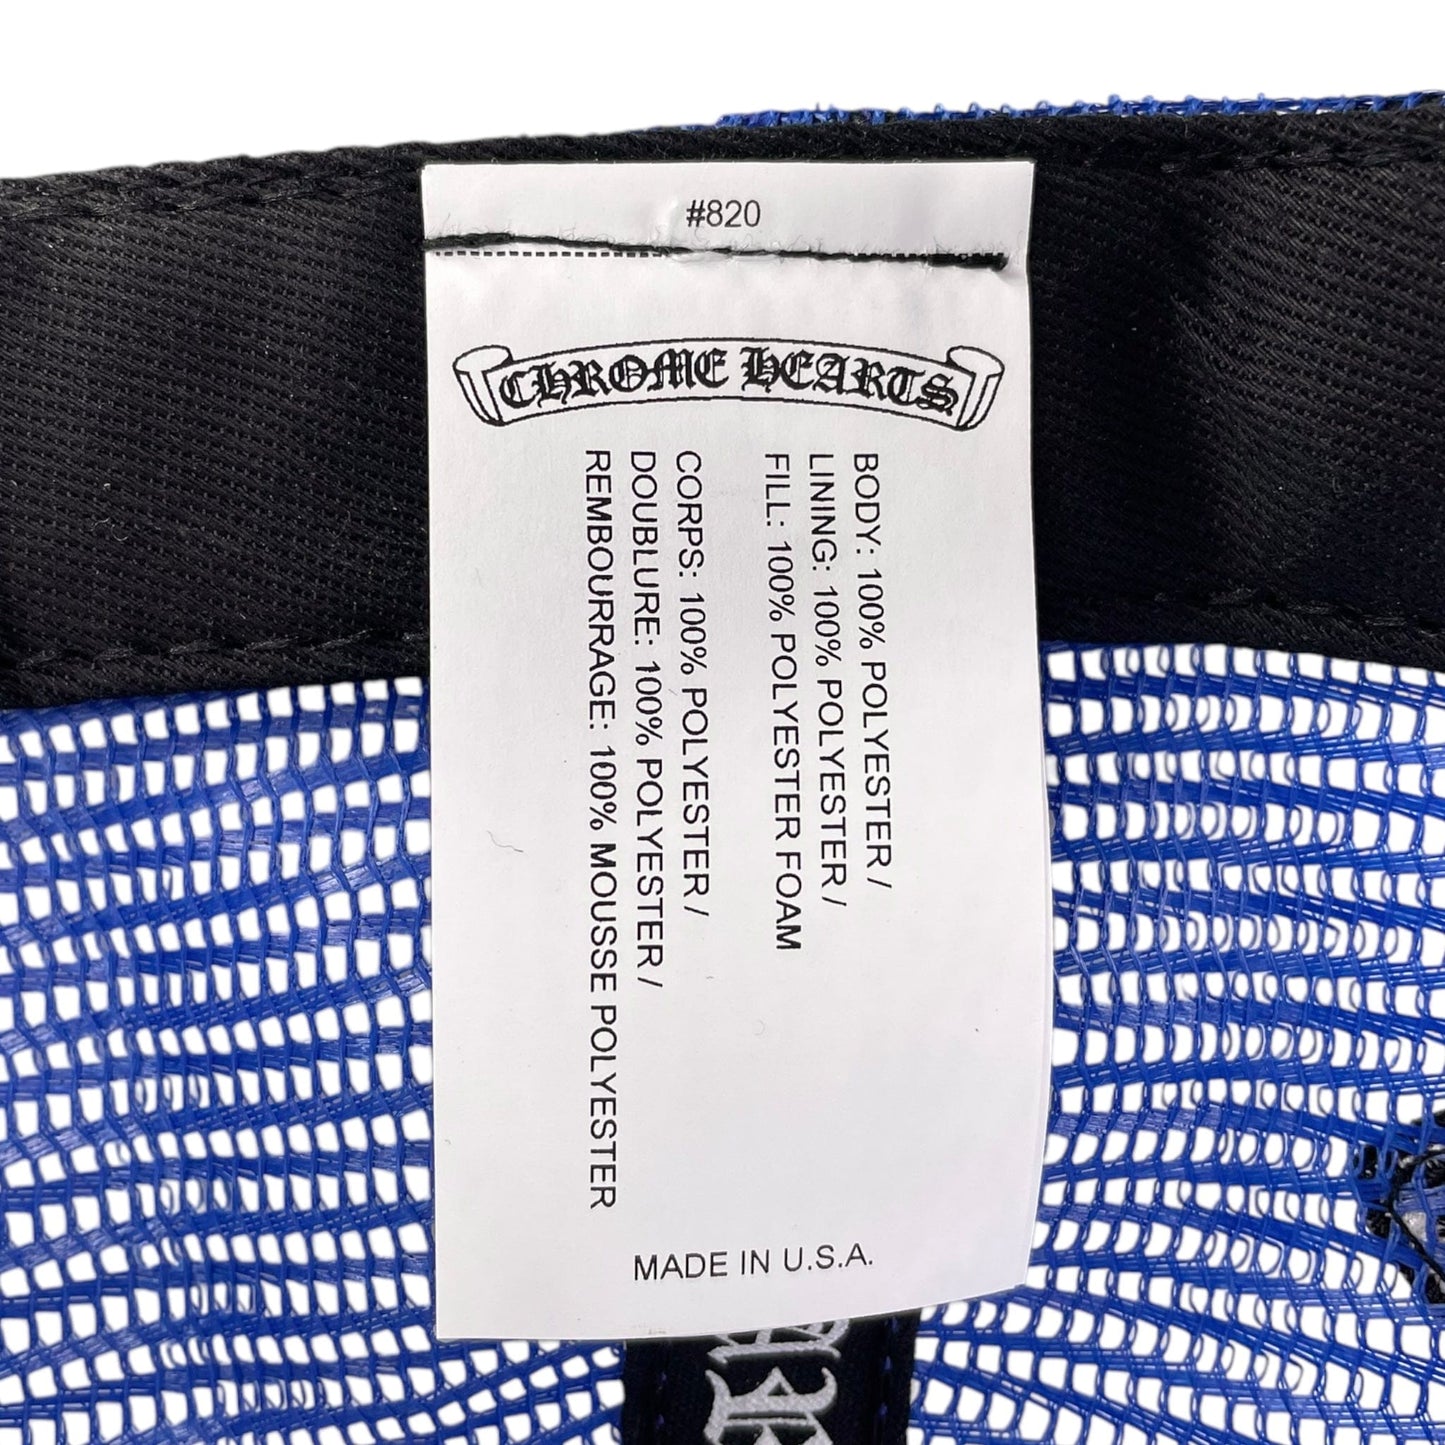 #820
CHROME HEARTS
BODY: 100% POLYESTER /
LINING: 100% POLYESTER /
FILL: 100% POLYESTER FOAM
CORPS: 100% POLYESTER /
DOUBLURE: 100% POLYESTER /
REMBOURRAGE: 100% MOUSSE POLYESTER
MADE IN U.S.A.